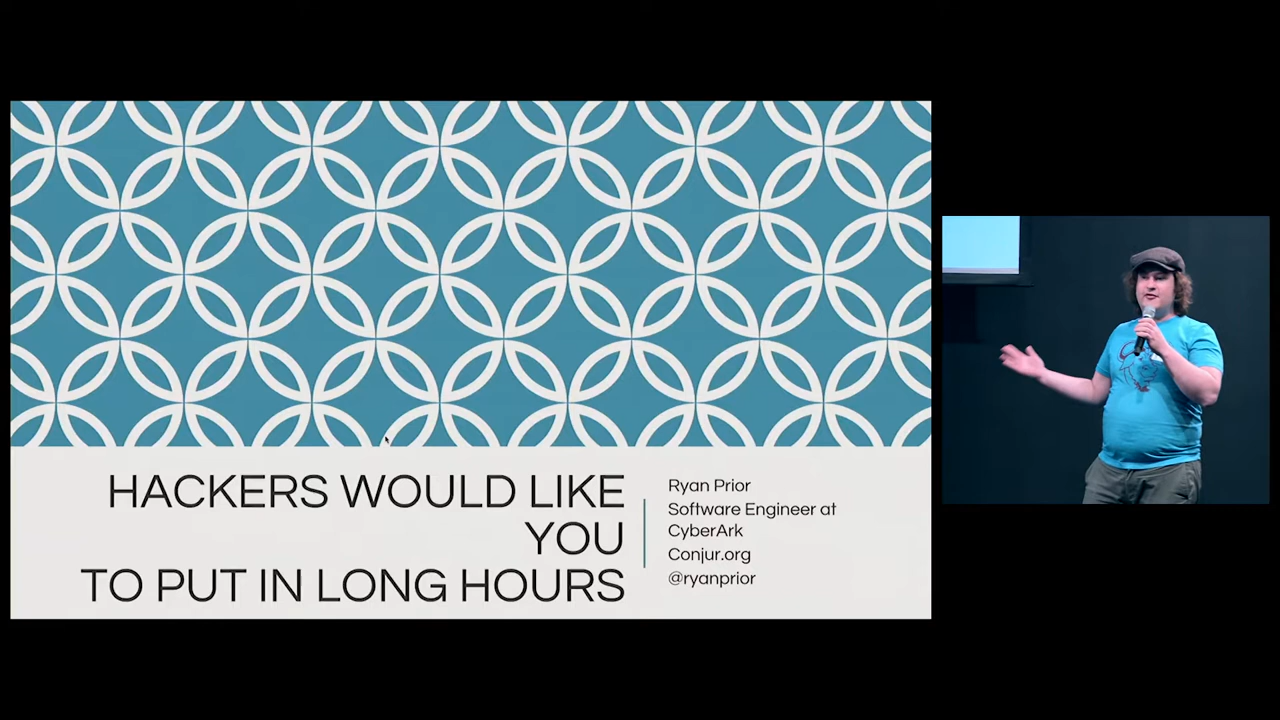 HACKERS WOULD LIKE
YOU
TO PUT IN LONG HOURS
Ryan Prior
Software Engineer at
CyberArk
Conjur.org
@ryanprior